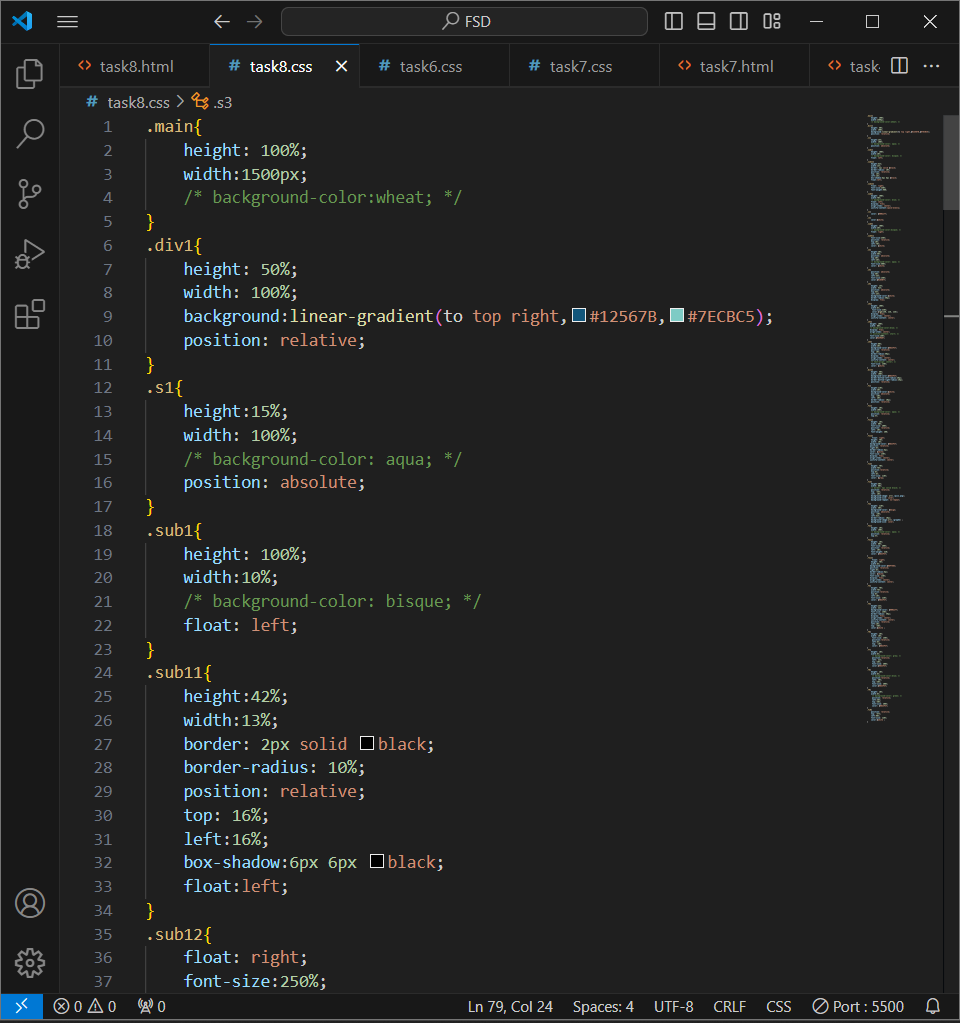 FSD
task8.html
task8.css
task6.css
task7.css
task7.html
task
task8.css > .s3
1 .main{
2 height: 100%;
3 width:1500px;
4 /* background-color:wheat; */
5 }
6 .div1{
7 height: 50%;
8 width: 100%;
9 background:linear-gradient(to top right,#12567B,#7ECBC5);
10 position: relative;
11 }
12 .s1{
13 height:15%;
14 width: 100%;
15 /* background-color: aqua; */
16 position: absolute;
17 }
18 .sub1{
19 height: 100%;
20 width:10%;
21 /* background-color: bisque; */
22 float: left;
23 }
24 .sub11{
25 height:42%;
26 width:13%;
27 border: 2px solid black;
28 border-radius: 10%;
29 position: relative;
30 top: 16%;
31 left:16%;
32 box-shadow:6px 6px black;
33 float:left;
34 }
35 .sub12{
36 float: right;
37 font-size:250%;
0 0 0 Ln 79, Col 24 Spaces: 4 UTF-8 CRLF CSS Port : 5500